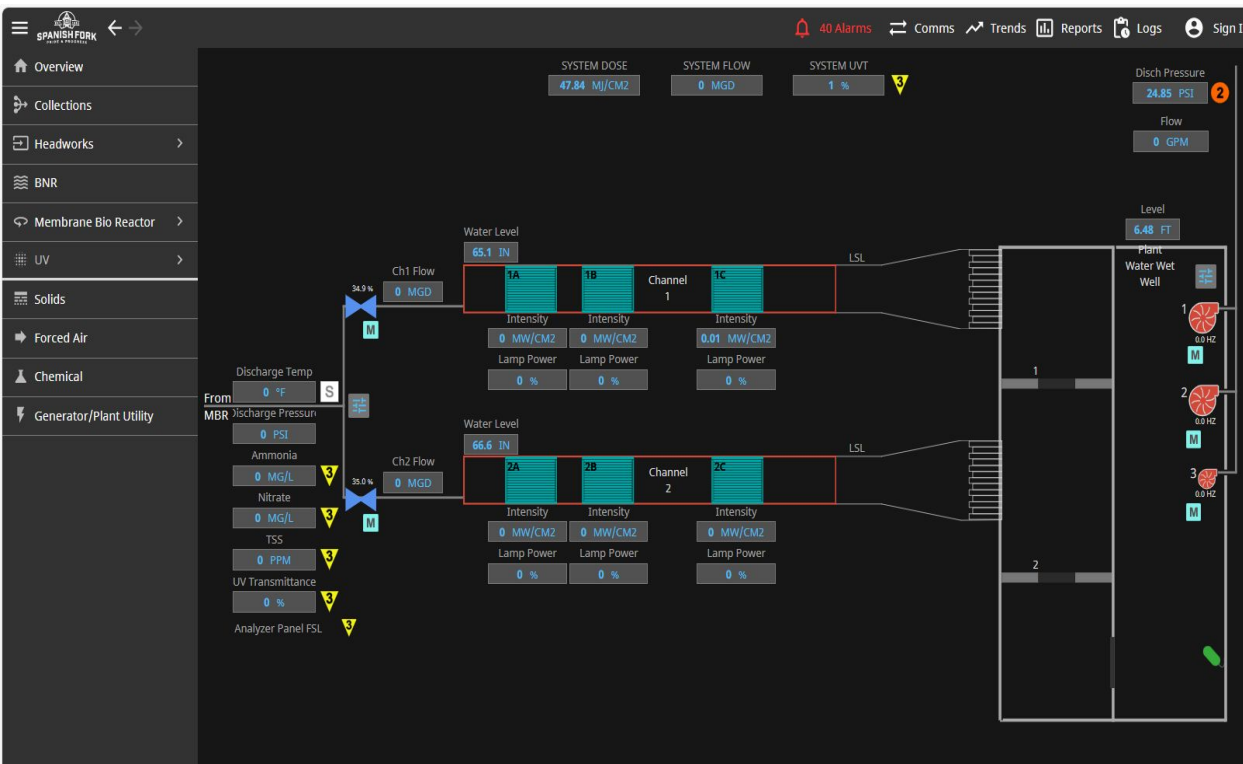 SPANISH FORK
PRIDE & PROGRESS
40 Alarms
Comms
Trends
Reports
Logs
Sign I
Overview
Collections
Headworks
BNR
Membrane Bio Reactor
UV
Solids
Forced Air
Chemical
Generator/Plant Utility
SYSTEM DOSE
47.84 MJ/CM2
SYSTEM FLOW
0 MGD
SYSTEM UVT
1 %
3
Disch Pressure
24.85 PSI
2
Flow
0 GPM
Level
6.48 FT
Plant
Water Wet
Well
Water Level
65.1 IN
LSL
Ch1 Flow
0 MGD
34.9 %
M
1A
1B
Channel
1
1C
Intensity
0 MW/CM2
Intensity
0 MW/CM2
Intensity
0.01 MW/CM2
Lamp Power
0 %
Lamp Power
0 %
Lamp Power
0 %
From
MBR
Discharge Temp
0 °F
S
Discharge Pressur
0 PSI
Ammonia
0 MG/L
3
Nitrate
0 MG/L
3
TSS
0 PPM
3
UV Transmittance
0 %
3
Analyzer Panel FSL
3
Water Level
66.6 IN
LSL
Ch2 Flow
0 MGD
35.0 %
M
2A
2B
Channel
2
2C
Intensity
0 MW/CM2
Intensity
0 MW/CM2
Intensity
0 MW/CM2
Lamp Power
0 %
Lamp Power
0 %
Lamp Power
0 %
1
2
1
0.0 HZ
M
2
0.0 HZ
M
3
0.0 HZ
M